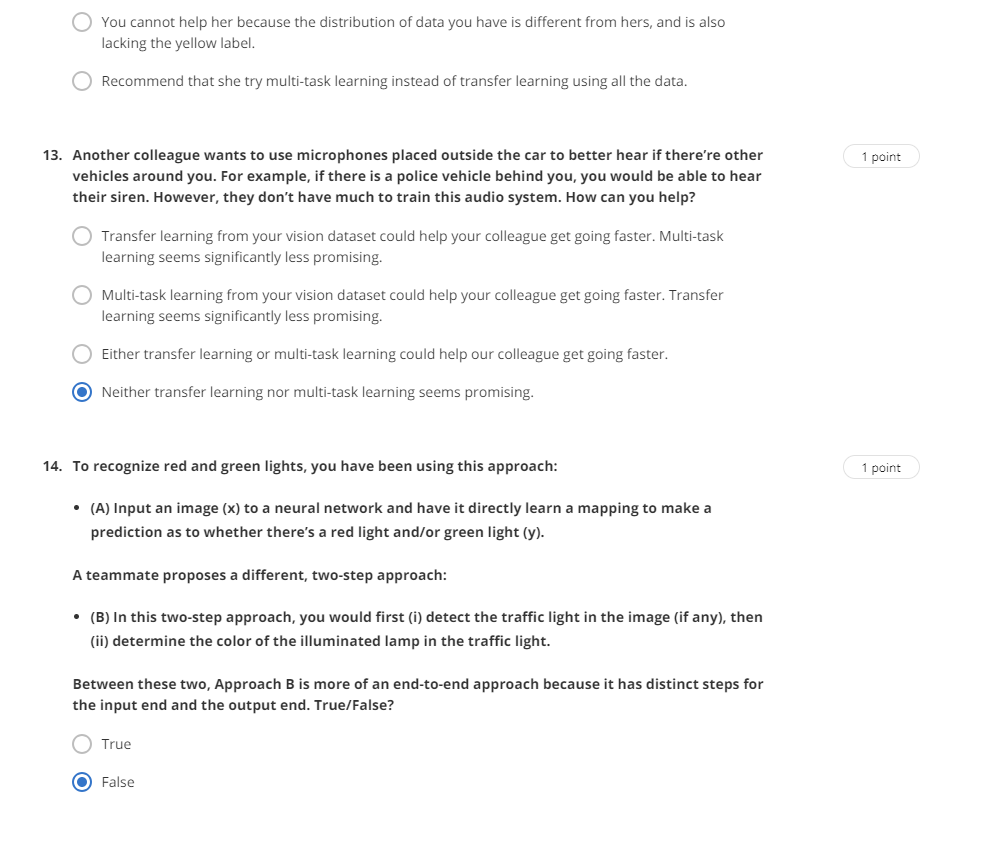 You cannot help her because the distribution of data you have is different from hers, and is also
lacking the yellow label.
Recommend that she try multi-task learning instead of transfer learning using all the data.
13. Another colleague wants to use microphones placed outside the car to better hear if there're other
1 point
vehicles around you. For example, if there is a police vehicle behind you, you would be able to hear
their siren. However, they don't have much to train this audio system. How can you help?
Transfer learning from your vision dataset could help your colleague get going faster. Multi-task
learning seems significantly less promising.
Multi-task learning from your vision dataset could help your colleague get going faster. Transfer
learning seems significantly less promising.
Either transfer learning or multi-task learning could help our colleague get going faster.
Neither transfer learning nor multi-task learning seems promising.
14. To recognize red and green lights, you have been using this approach:
1 point
• (A) Input an image (x) to a neural network and have it directly learn a mapping to make a
prediction as to whether there's a red light and/or green light (y).
A teammate proposes a different, two-step approach:
• (B) In this two-step approach, you would first (i) detect the traffic light in the image (if any), then
(ii) determine the color of the illuminated lamp in the traffic light.
Between these two, Approach B is more of an end-to-end approach because it has distinct steps for
the input end and the output end. True/False?
True
False